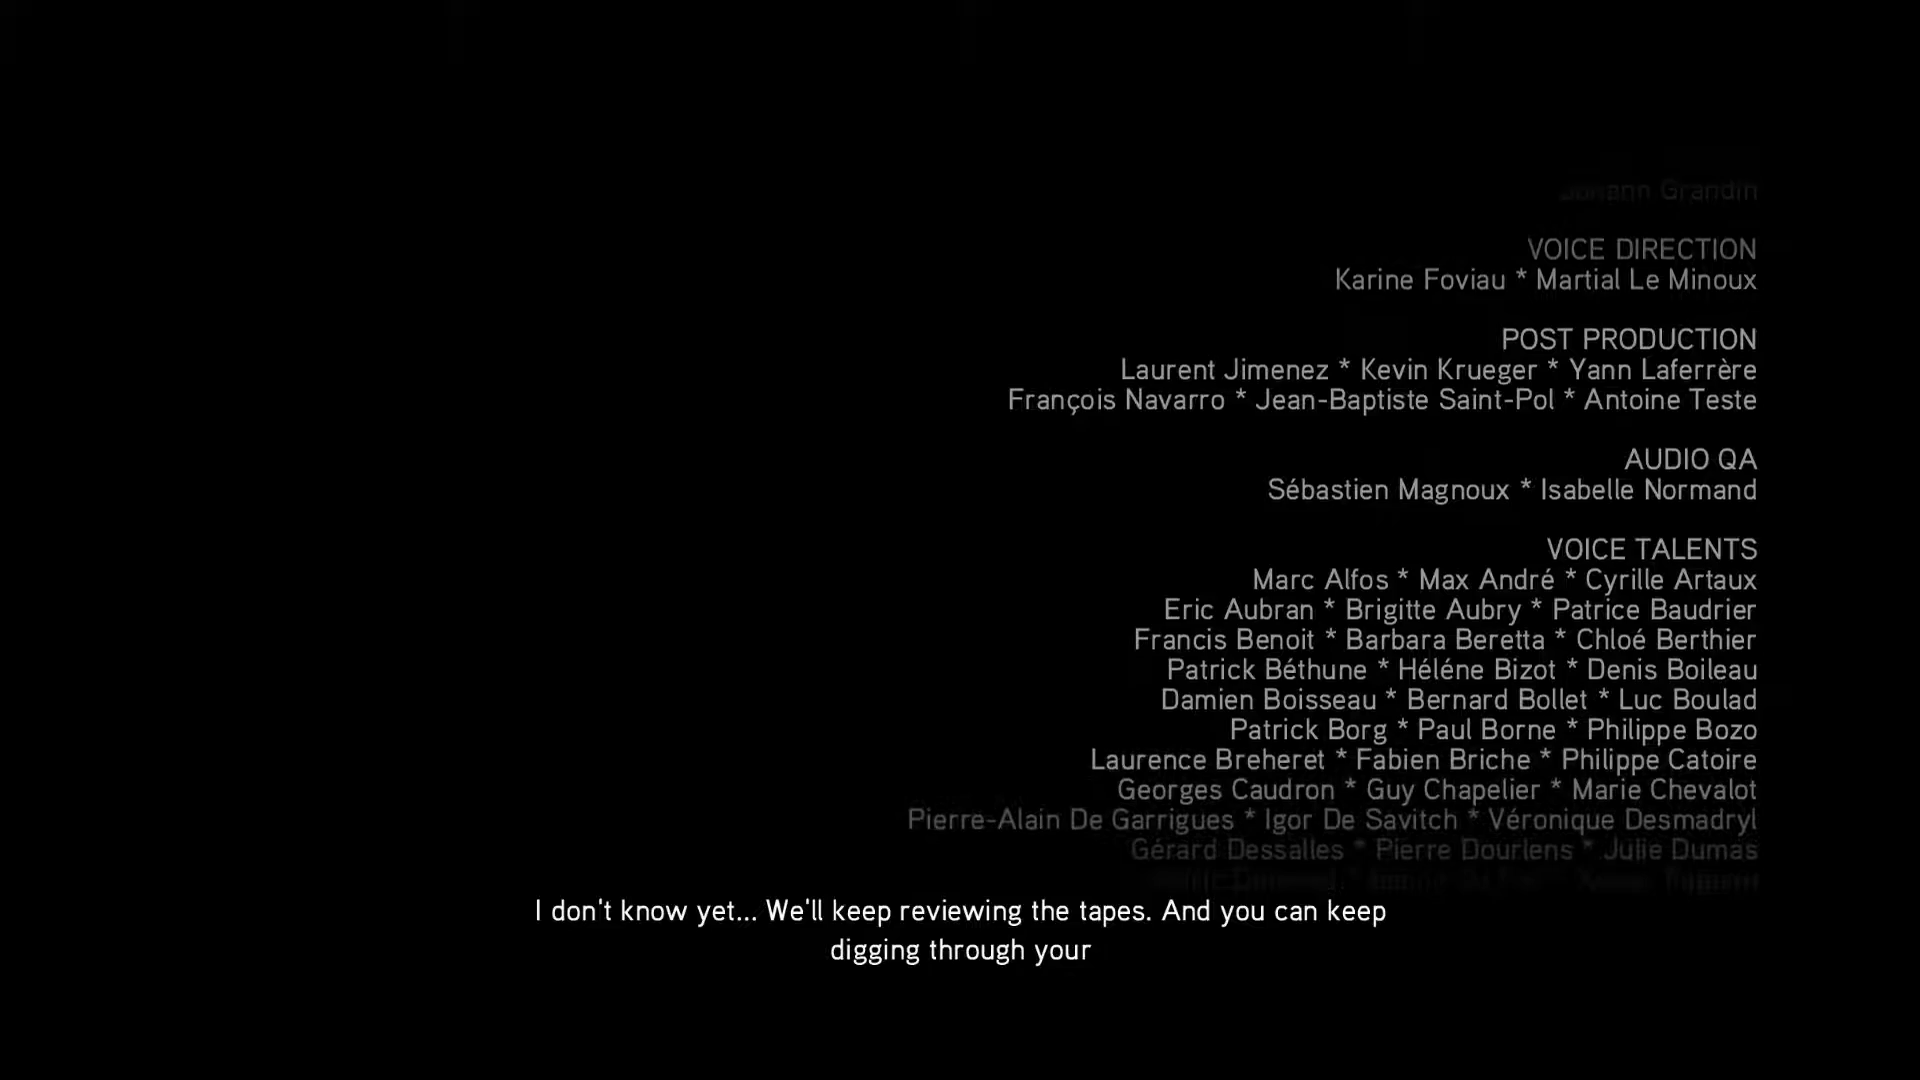 Grandin
VOICE DIRECTION
Karine Foviau * Martial Le Minoux
POST PRODUCTION
Laurent Jimenez * Kevin Krueger * Yann Laferrère
François Navarro * Jean-Baptiste Saint-Pol * Antoine Teste
AUDIO QA
Sébastien Magnoux * Isabelle Normand
VOICE TALENTS
Marc Alfos * Max André * Cyrille Artaux
Eric Aubran * Brigitte Aubry * Patrice Baudrier
Francis Benoit * Barbara Beretta * Chloé Berthier
Patrick Béthune * Héléne Bizot * Denis Boileau
Damien Boisseau * Bernard Bollet * Luc Boulad
Patrick Borg * Paul Borne * Philippe Bozo
Laurence Breheret * Fabien Briche * Philippe Catoire
Georges Caudron * Guy Chapelier * Marie Chevalot
Pierre-Alain De Garrigues * Igor De Savitch * Véronique Desmadryl
Gérard Dessalles * Pierre Dourlens * Julie Dumas
I don't know yet... We'll keep reviewing the tapes. And you can keep
digging through your